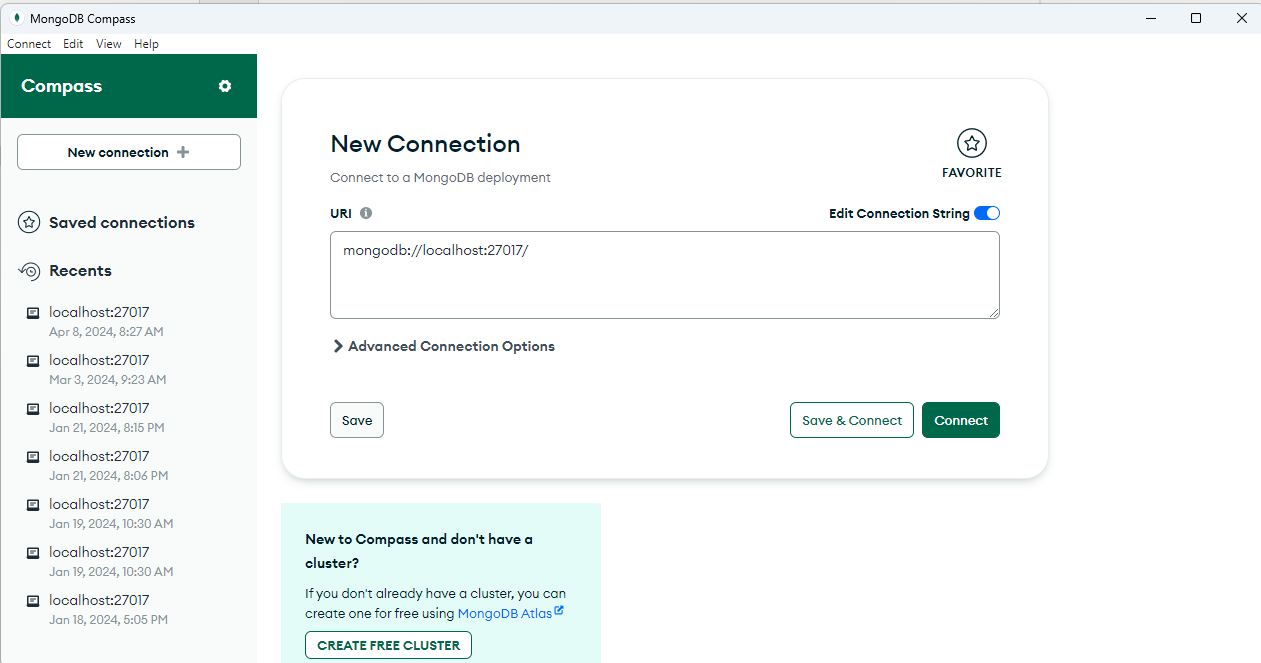 MongoDB Compass
Connect Edit View Help
Compass
New connection
Saved connections
Recents
localhost:27017
Apr 8, 2024, 8:27 AM
localhost:27017
Mar 3, 2024, 9:23 AM
localhost:27017
Jan 21, 2024, 8:15 PM
localhost:27017
Jan 21, 2024, 8:06 PM
localhost:27017
Jan 19, 2024, 10:30 AM
localhost:27017
Jan 19, 2024, 10:30 AM
localhost:27017
Jan 18, 2024, 5:05 PM
New Connection
FAVORITE
Connect to a MongoDB deployment
URI
Edit Connection String
mongodb://localhost:27017/
Advanced Connection Options
Save
Save & Connect
Connect
New to Compass and don't have a
cluster?
If you don't already have a cluster, you can
create one for free using MongoDB Atlas
CREATE FREE CLUSTER